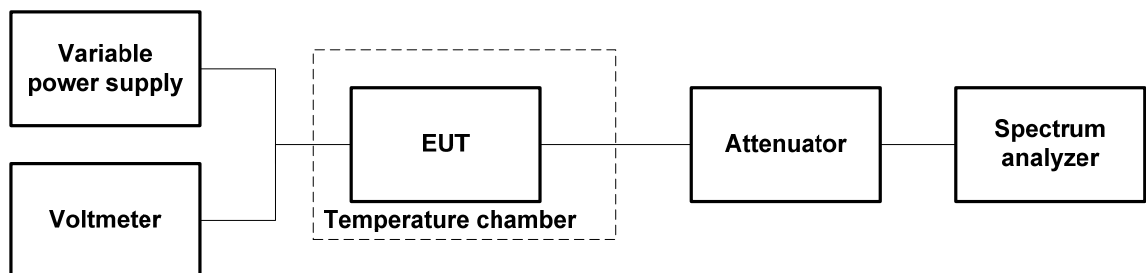 Variable
power supply
Voltmeter
EUT
Temperature chamber
Attenuator
Spectrum
analyzer